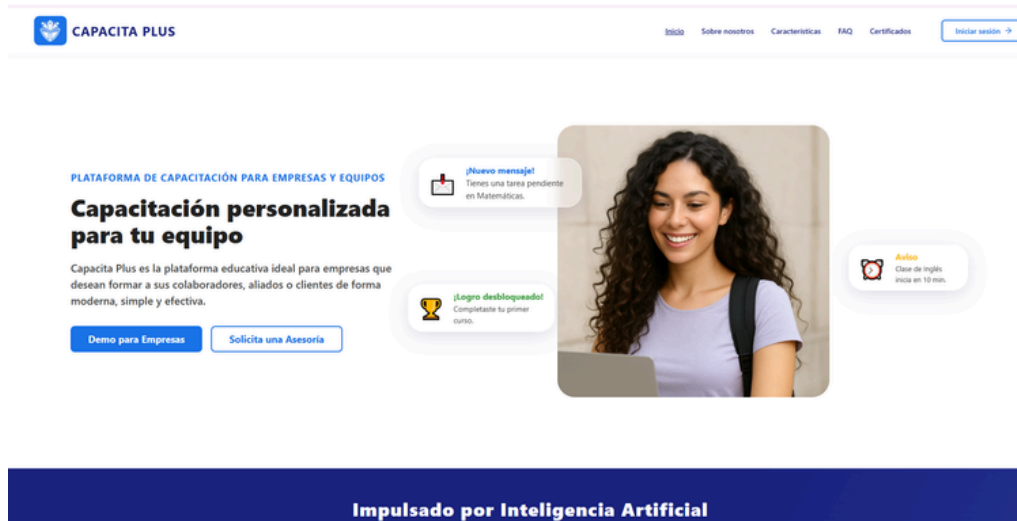 CAPACITA PLUS
Inicio Sobre nosotros Características FAQ Certificados Iniciar sesión →
PLATAFORMA DE CAPACITACIÓN PARA EMPRESAS Y EQUIPOS
Capacitación personalizada
para tu equipo
Capacita Plus es la plataforma educativa ideal para empresas que
desean formar a sus colaboradores, aliados o clientes de forma
moderna, simple y efectiva.
Demo para Empresas Solicita una Asesoría
¡Nuevo mensaje!
Tienes una tarea pendiente
en Matemáticas.
¡Logro desbloqueado!
Completaste tu primer
curso.
Aviso
Clase de inglés
inicia en 10 min.
Impulsado por Inteligencia Artificial